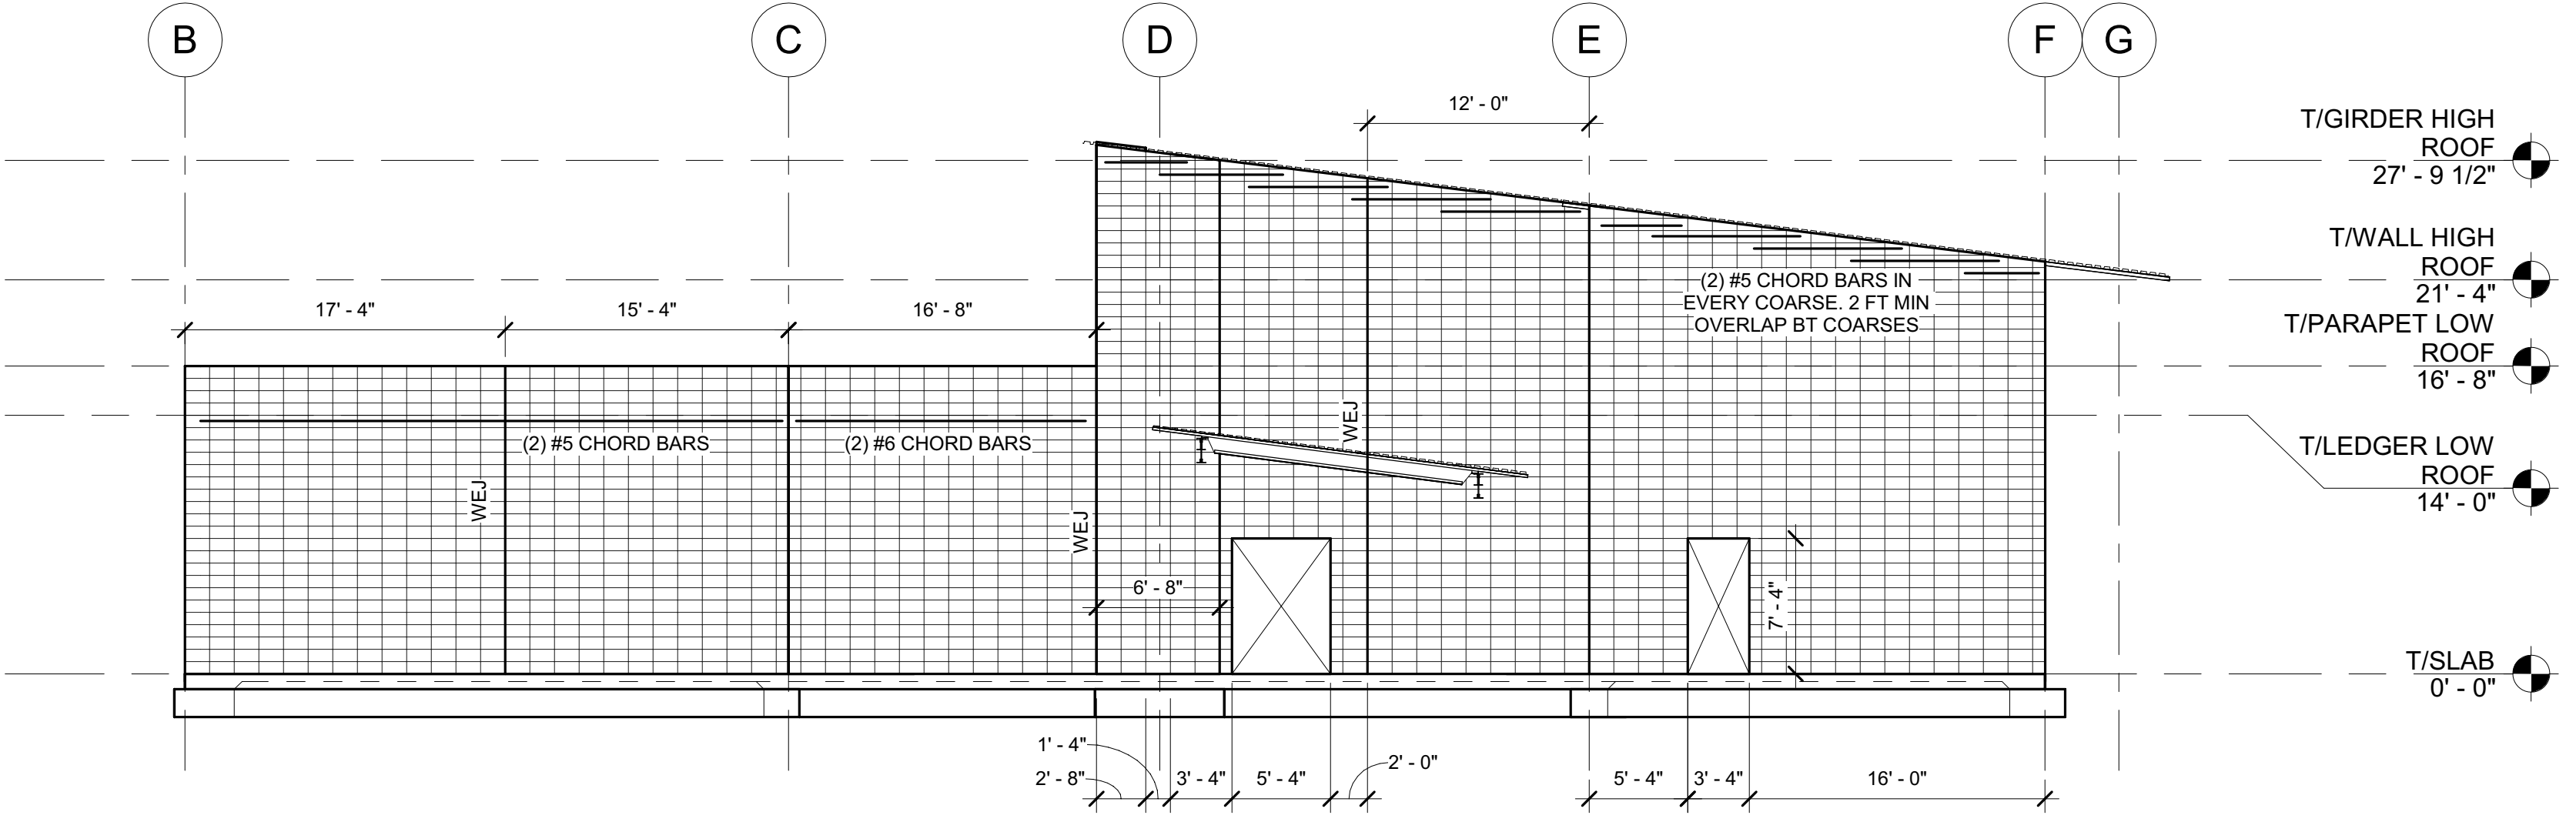 B
C
D
E
F
G
12' - 0"
T/GIRDER HIGH
ROOF
27' - 9 1/2"
T/WALL HIGH
ROOF
21' - 4"
T/PARAPET LOW
ROOF
16' - 8"
T/LEDGER LOW
ROOF
14' - 0"
T/SLAB
0' - 0"
17' - 4"
15' - 4"
16' - 8"
(2) #5 CHORD BARS IN
EVERY COARSE. 2 FT MIN
OVERLAP BT COARSES
(2) #5 CHORD BARS
(2) #6 CHORD BARS
WEJ
WEJ
WEJ
6' - 8"
7' - 4"
1' - 4"
2' - 8"
3' - 4"
5' - 4"
2' - 0"
5' - 4"
3' - 4"
16' - 0"